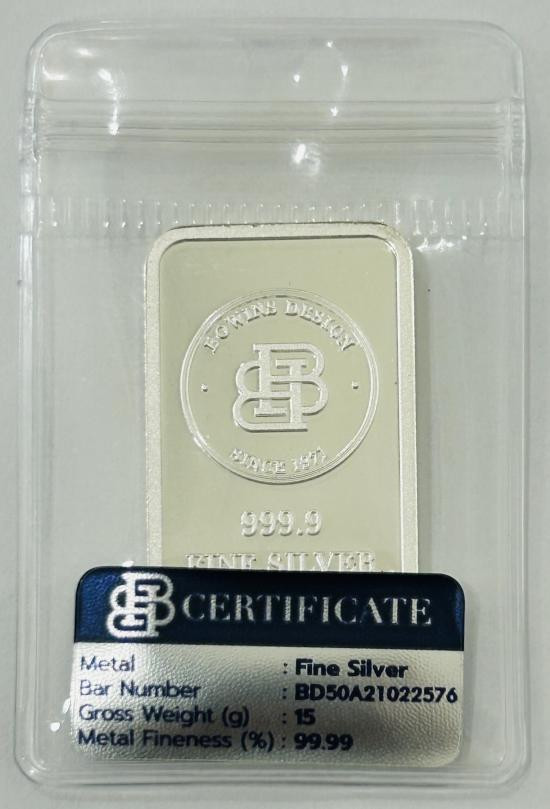 BOWINS DESIGN
SINCE 1971
999.9
FINE SILVER
CERTIFICATE
Metal : Fine Silver
Bar Number : BD50A21022576
Gross Weight (g) : 15
Metal Fineness (%) : 99.99